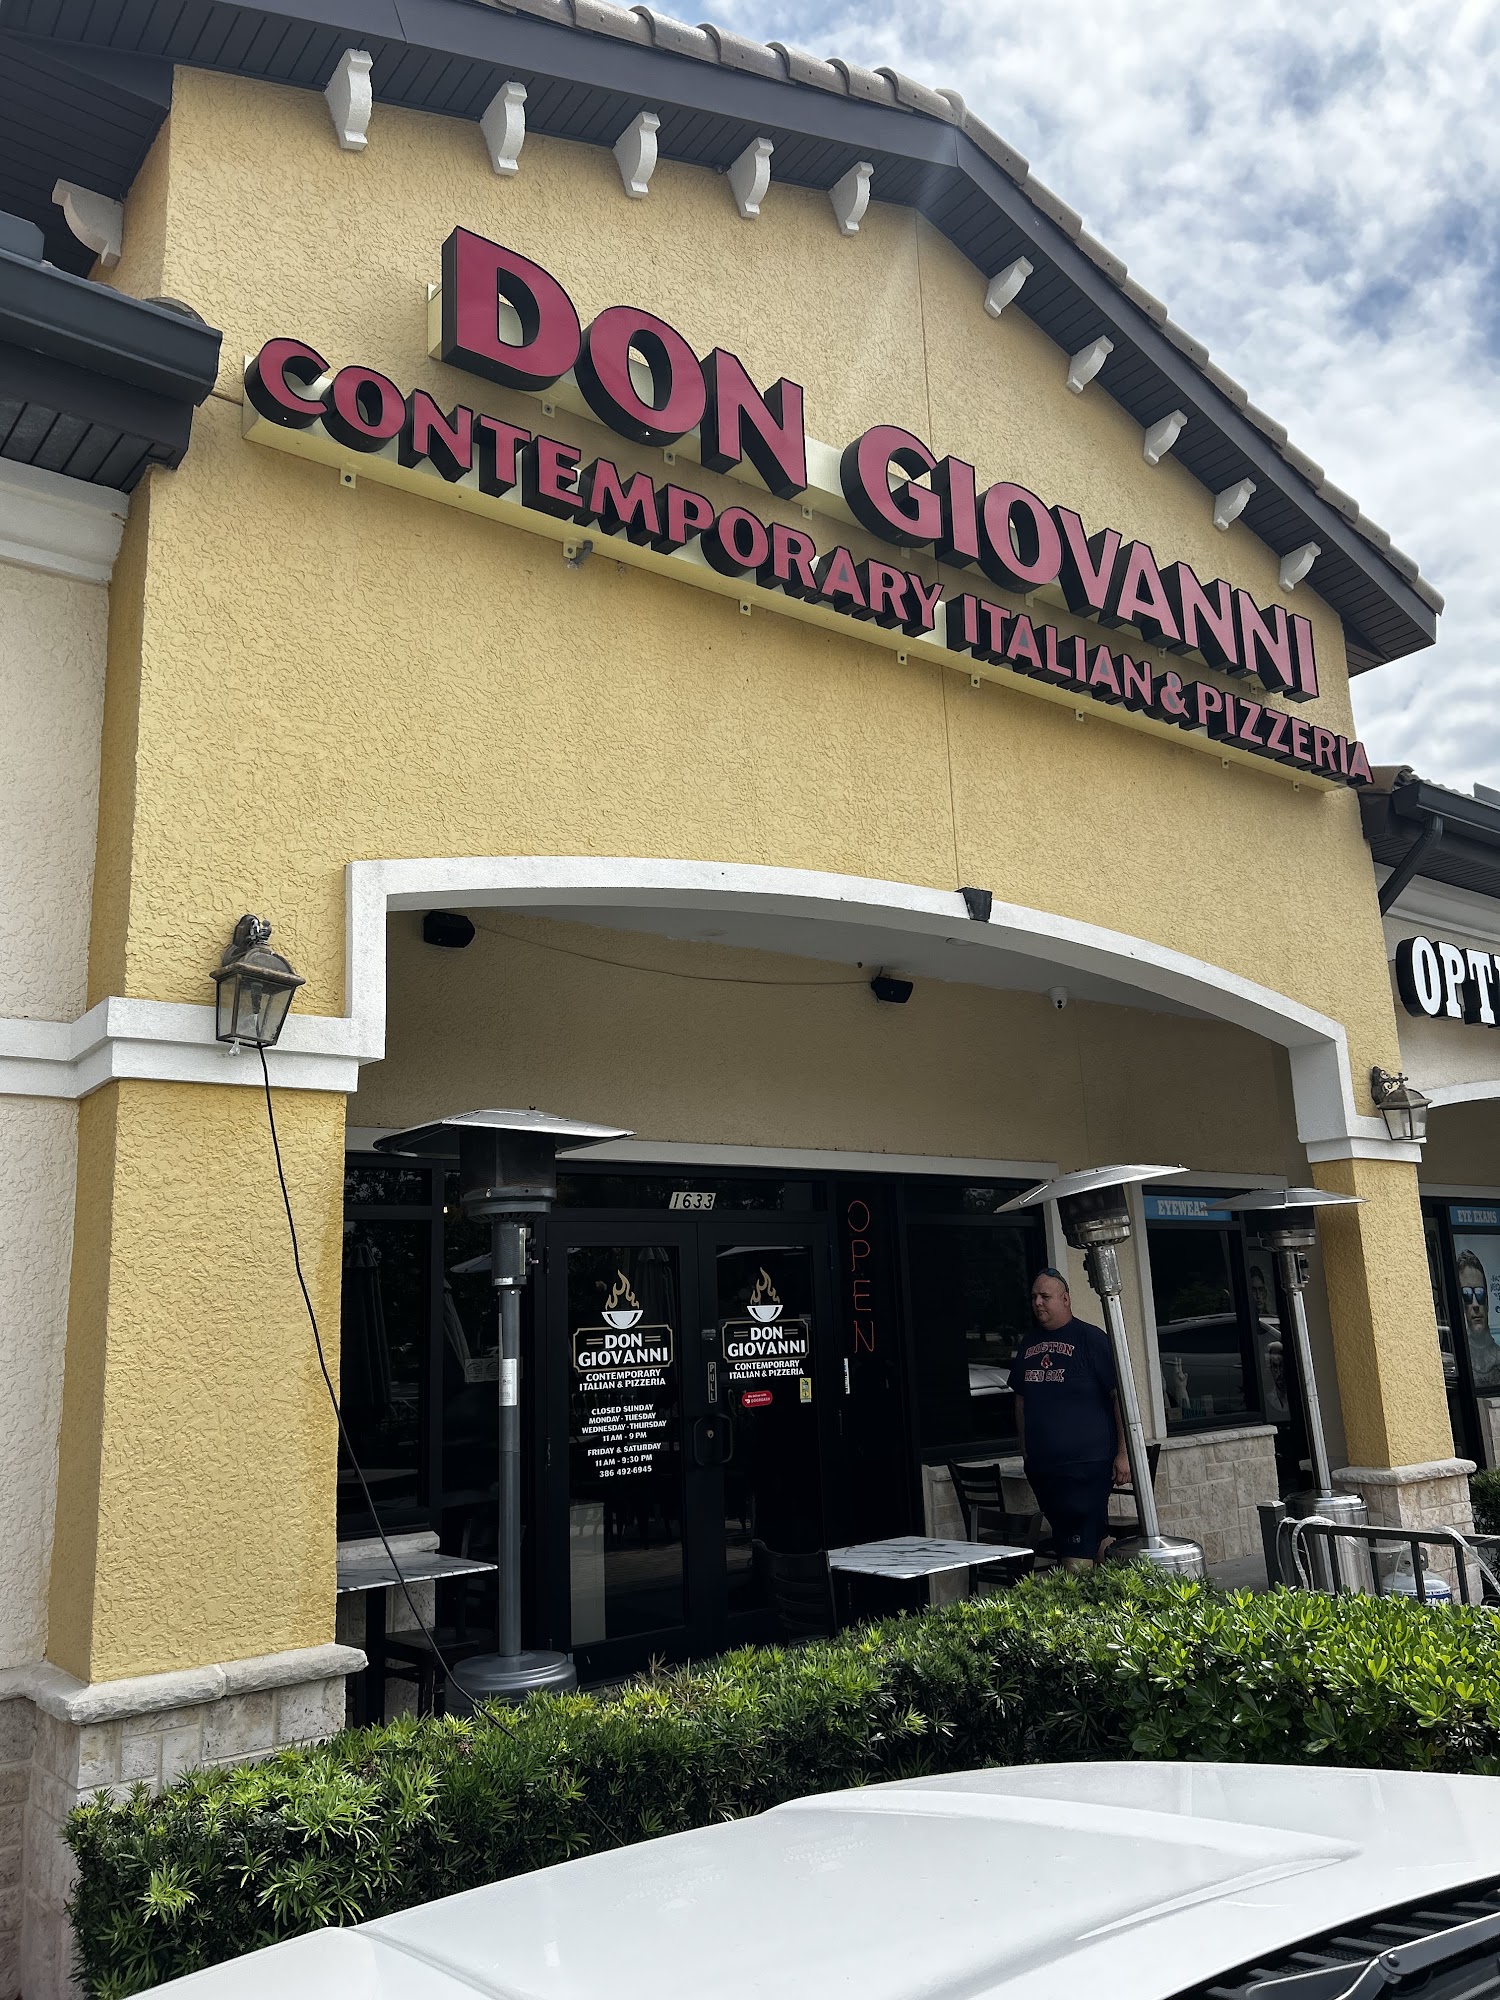 DON GIOVANNI
CONTEMPORARY ITALIAN & PIZZERIA
OPT
1633
OPEN
EYEWEAR
EYE EXAMS
DON
GIOVANNI
CONTEMPORARY
ITALIAN & PIZZERIA
CLOSED SUNDAY
MONDAY - TUESDAY
WEDNESDAY - THURSDAY
11 AM - 9 PM
FRIDAY & SATURDAY
11 AM - 9:30 PM
386 492-6945
PULL
DON
GIOVANNI
CONTEMPORARY
ITALIAN & PIZZERIA
DOORDASH
BOSTON
RED SOX